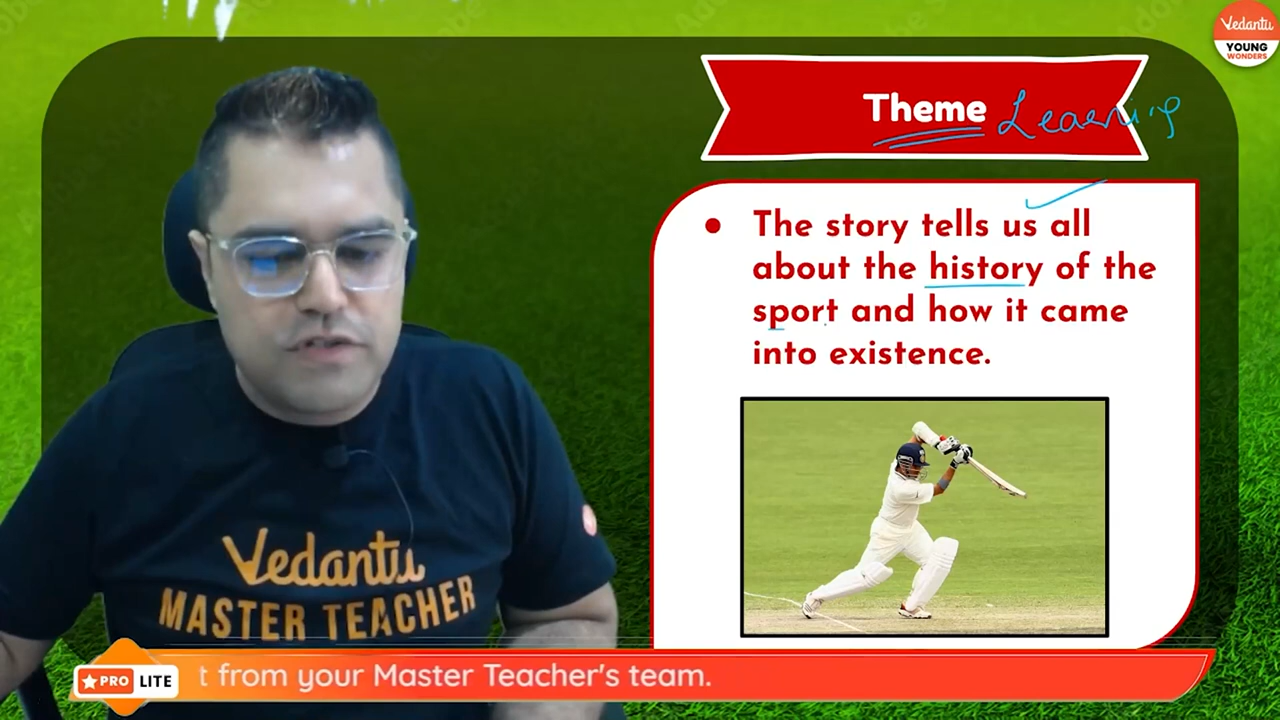 Vedantu
YOUNG
WONDERS
Theme Learning
The story tells us all
about the history of the
sport and how it came
into existence.
Vedantu
MASTER TEACHER
PRO LITE
t from your Master Teacher's team.